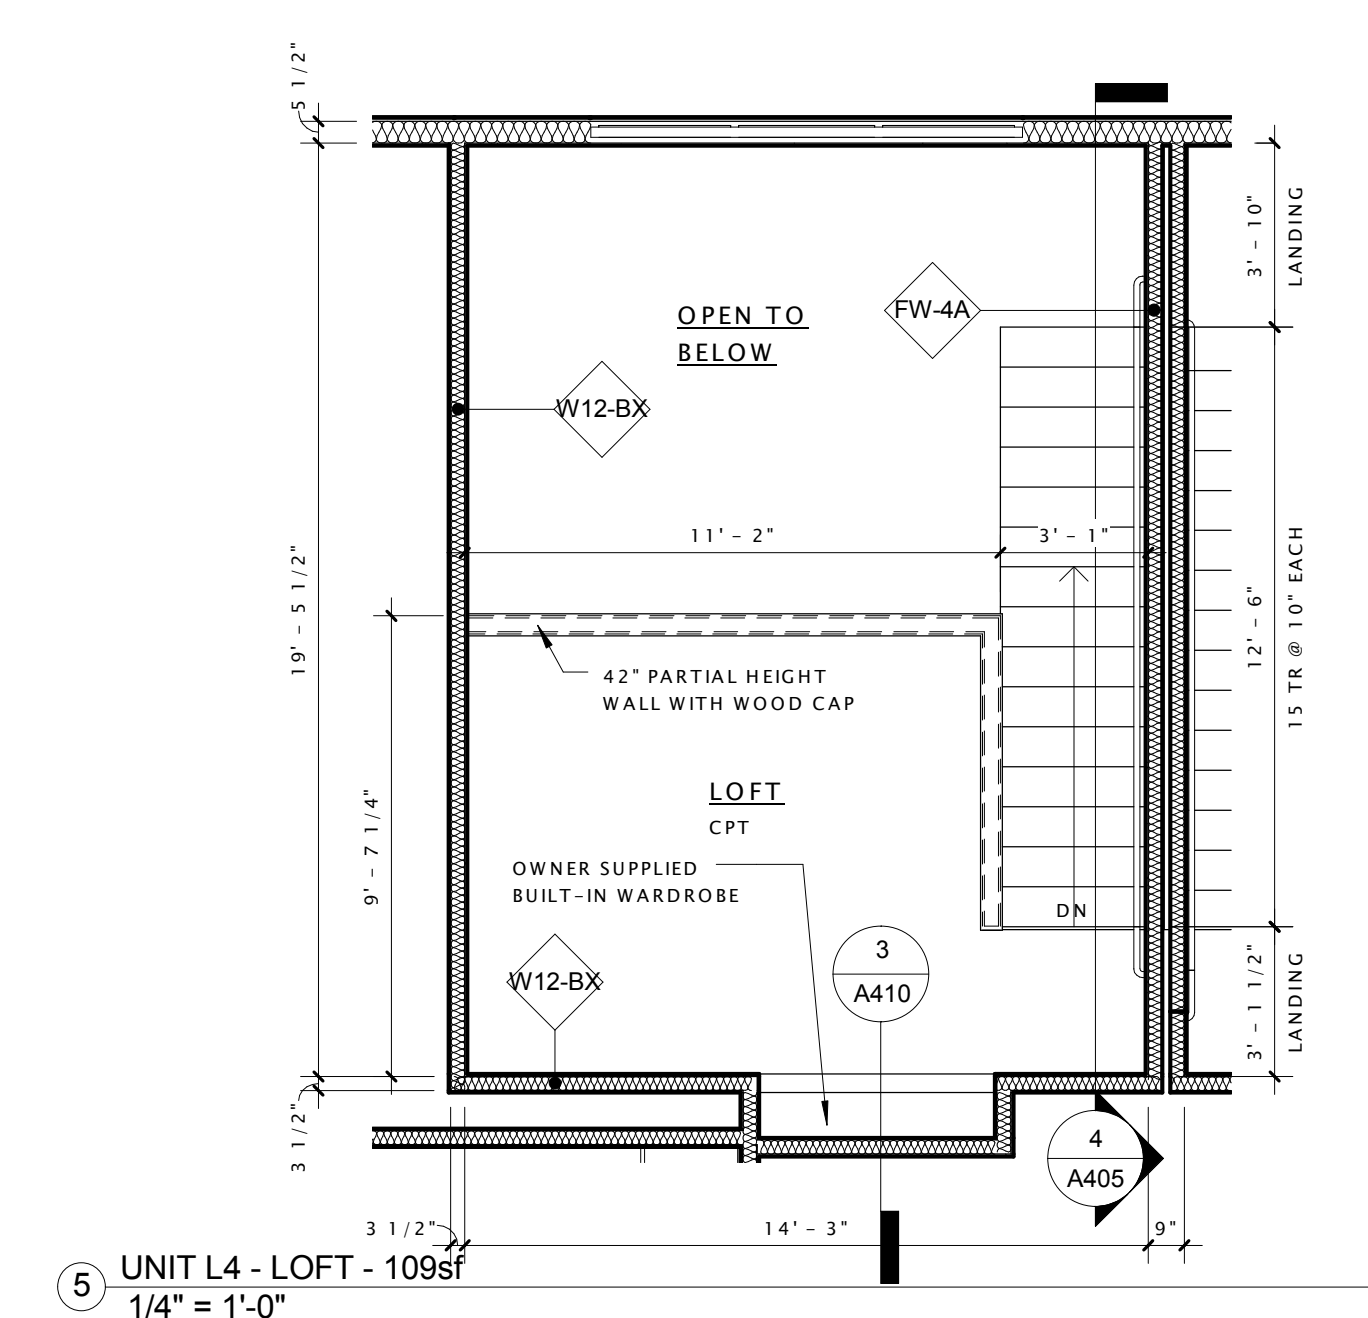 5 1/2"
3' – 10"
LANDING
OPEN TO
BELOW
FW-4A
W12-BX
11' – 2"
3' – 1"
19' – 5 1/2"
12' – 6"
15 TR @ 10" EACH
42" PARTIAL HEIGHT
WALL WITH WOOD CAP
9' – 7 1/4"
LOFT
CPT
OWNER SUPPLIED
BUILT–IN WARDROBE
DN
3
A410
W12-BX
3' – 1 1/2"
LANDING
3 1/2"
4
A405
3 1/2"
14' – 3"
9"
5
UNIT L4 - LOFT - 109sf
1/4" = 1'-0"